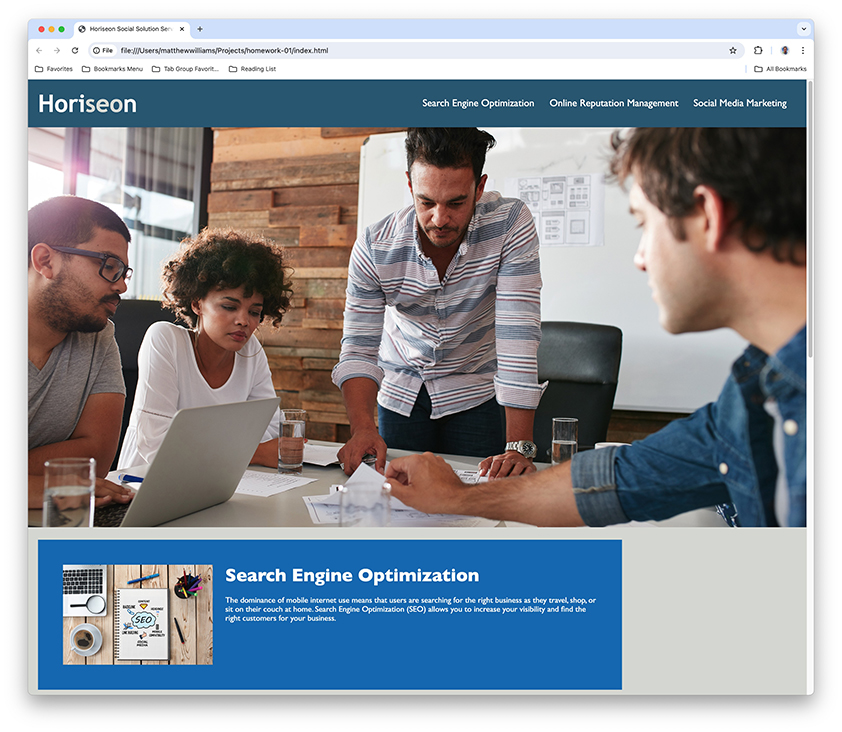 Horiseon Social Solution Serv
File
file:///Users/matthewwilliams/Projects/homework-01/index.html
Favorites
Bookmarks Menu
Tab Group Favorit...
Reading List
All Bookmarks
Horiseon
Search Engine Optimization
Online Reputation Management
Social Media Marketing
SEO
Search Engine Optimization
The dominance of mobile internet use means that users are searching for the right business as they travel, shop, or
sit on their couch at home. Search Engine Optimization (SEO) allows you to increase your visibility and find the
right customers for your business.